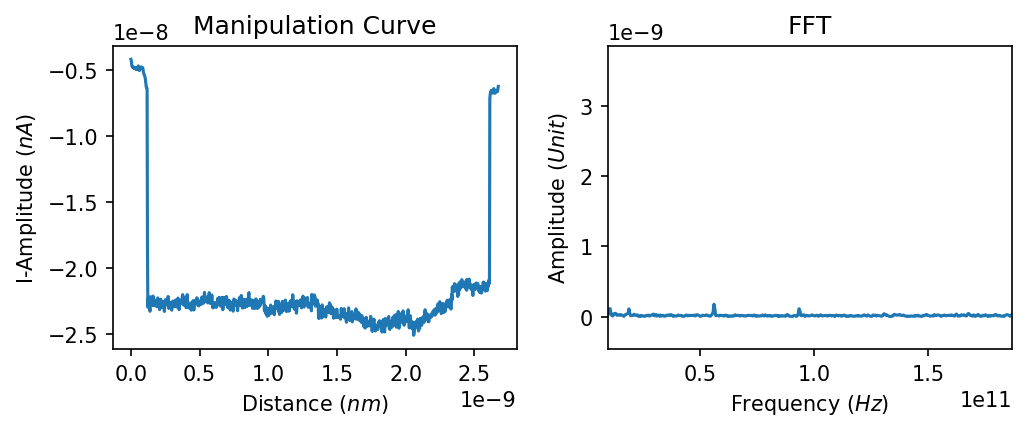 Manipulation Curve
1e−8
−0.5
−1.0
−1.5
−2.0
−2.5
I-Amplitude (nA)
0.0 0.5 1.0 1.5 2.0 2.5
1e−9
Distance (nm)
FFT
1e−9
3
2
1
0
Amplitude (Unit)
0.5 1.0 1.5
1e11
Frequency (Hz)